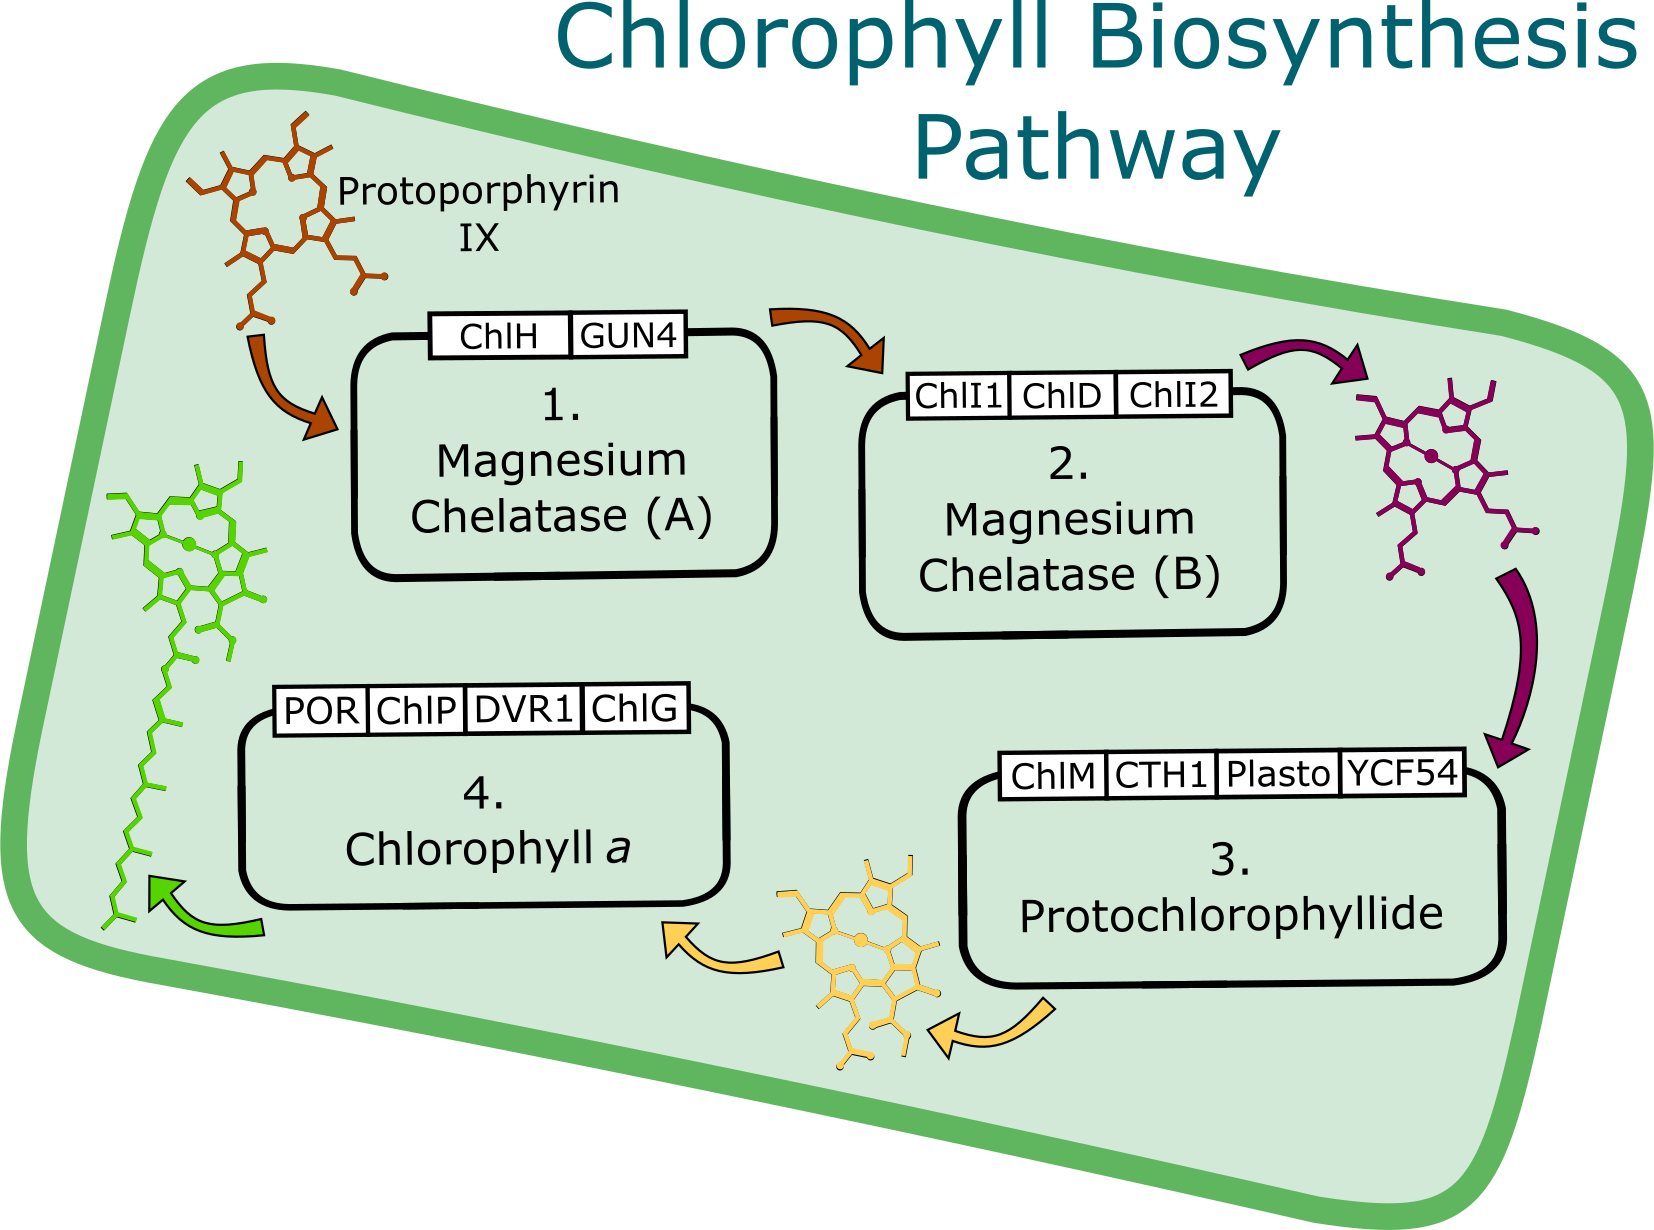 Chlorophyll Biosynthesis
Pathway
Protoporphyrin
IX
ChlH GUN4
1.
Magnesium
Chelatase (A)
ChlI1 ChlD ChlI2
2.
Magnesium
Chelatase (B)
ChlM CTH1 Plasto YCF54
3.
Protochlorophyllide
POR ChlP DVR1 ChlG
4.
Chlorophyll a